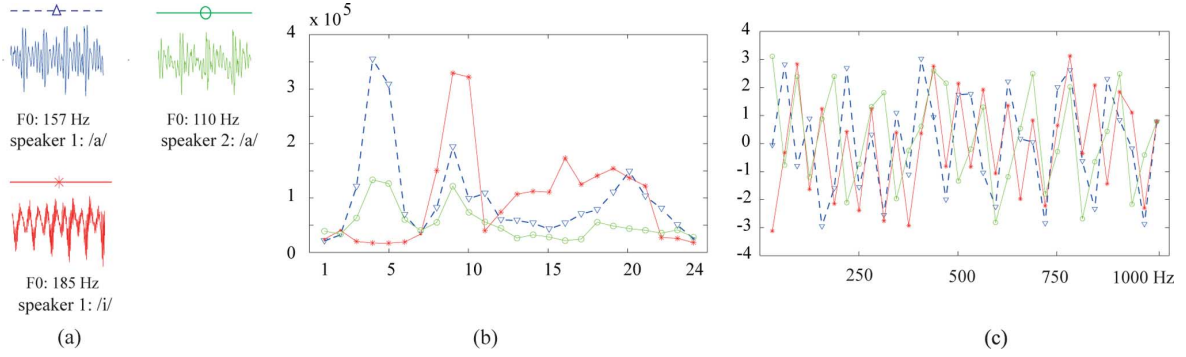 F0: 157 Hz
speaker 1: /a/
F0: 110 Hz
speaker 2: /a/
F0: 185 Hz
speaker 1: /i/
(a)
x 10⁵
4
3
2
1
0
1 5 10 15 20 24
(b)
4
3
2
1
0
-1
-2
-3
-4
250 500 750 1000 Hz
(c)